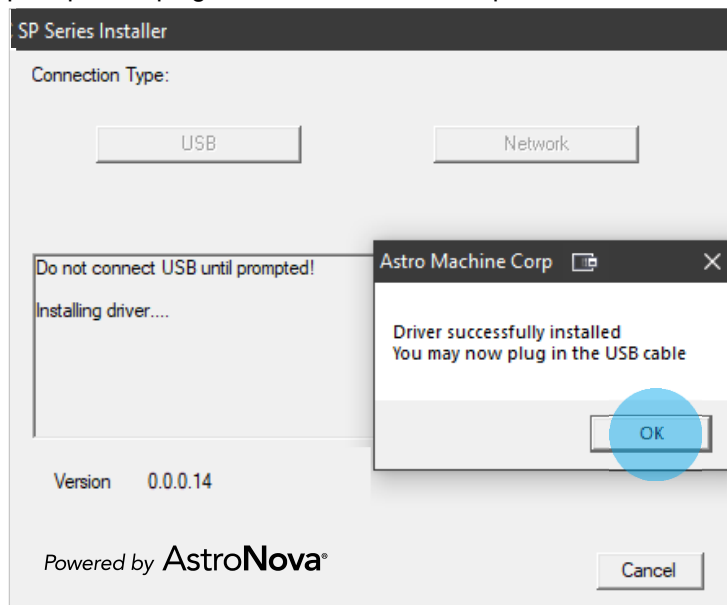 SP Series Installer
Connection Type:
USB
Network
Do not connect USB until prompted!
Installing driver....
Astro Machine Corp
Driver successfully installed
You may now plug in the USB cable
OK
Version 0.0.0.14
Powered by AstroNova®
Cancel